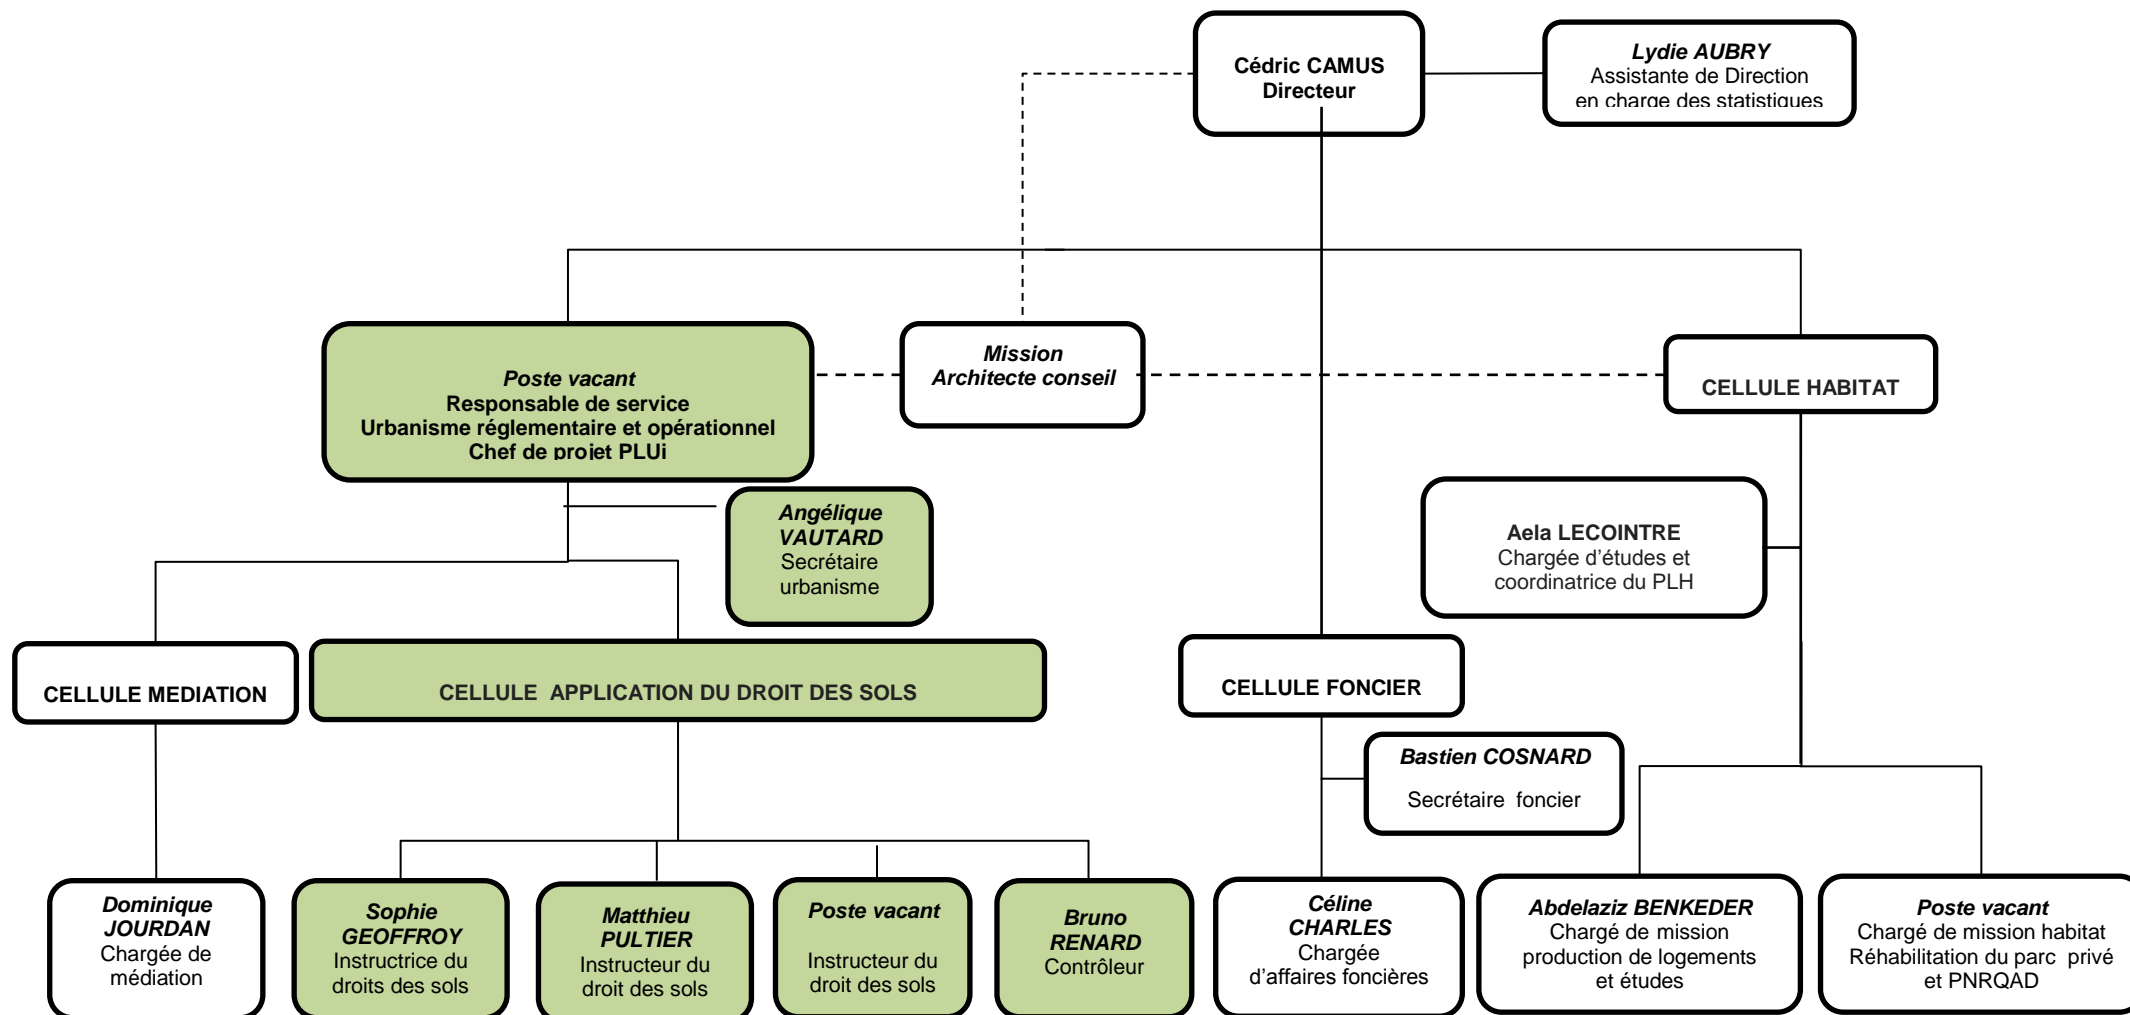 Cédric CAMUS
Directeur
Lydie AUBRY
Assistante de Direction
en charge des statistiques
Poste vacant
Responsable de service
Urbanisme réglementaire et opérationnel
Chef de projet PLUi
Mission
Architecte conseil
CELLULE HABITAT
Angélique
VAUTARD
Secrétaire
urbanisme
Aela LECOINTRE
Chargée d'études et
coordinatrice du PLH
CELLULE MEDIATION
CELLULE  APPLICATION DU DROIT DES SOLS
CELLULE FONCIER
Bastien COSNARD
Secrétaire  foncier
Dominique
JOURDAN
Chargée de
médiation
Sophie
GEOFFROY
Instructrice du
droits des sols
Matthieu
PULTIER
Instructeur du
droit des sols
Poste vacant
Instructeur du
droit des sols
Bruno
RENARD
Contrôleur
Céline
CHARLES
Chargée
d'affaires foncières
Abdelaziz BENKEDER
Chargé de mission
production de logements
et études
Poste vacant
Chargé de mission habitat
Réhabilitation du parc  privé
et PNRQAD